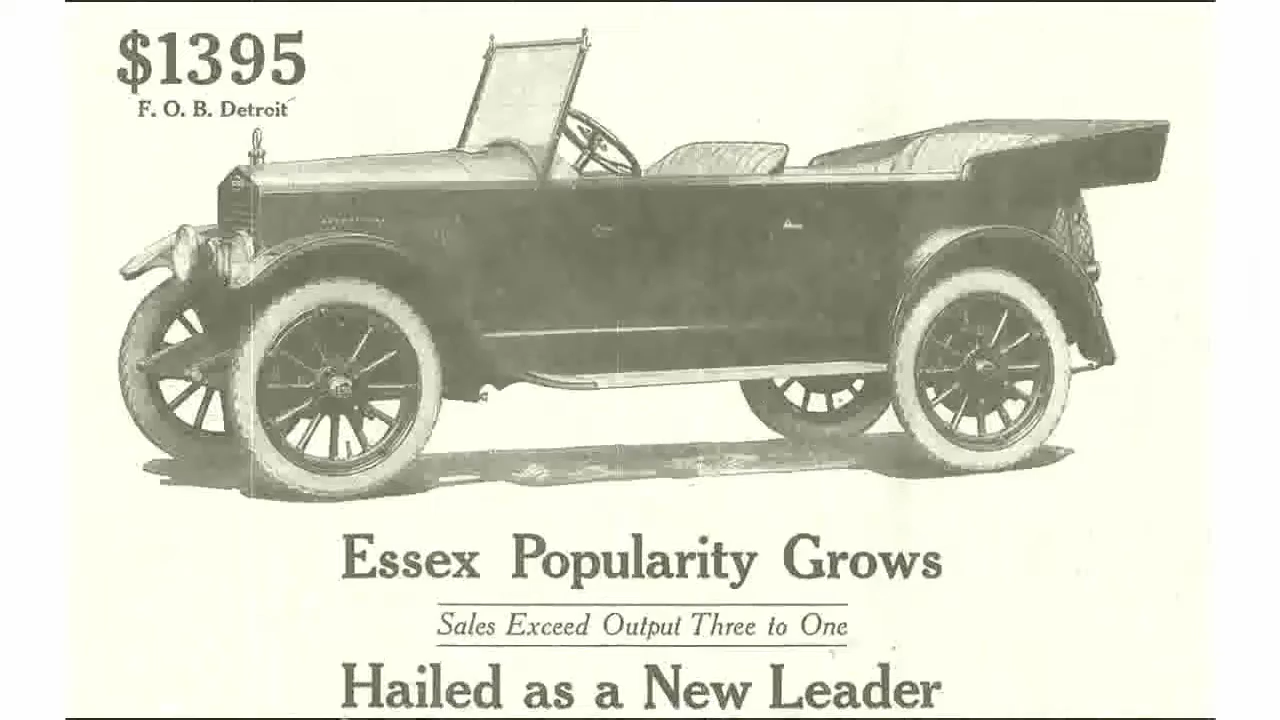 $1395
F. O. B. Detroit
Essex Popularity Grows
Sales Exceed Output Three to One
Hailed as a New Leader